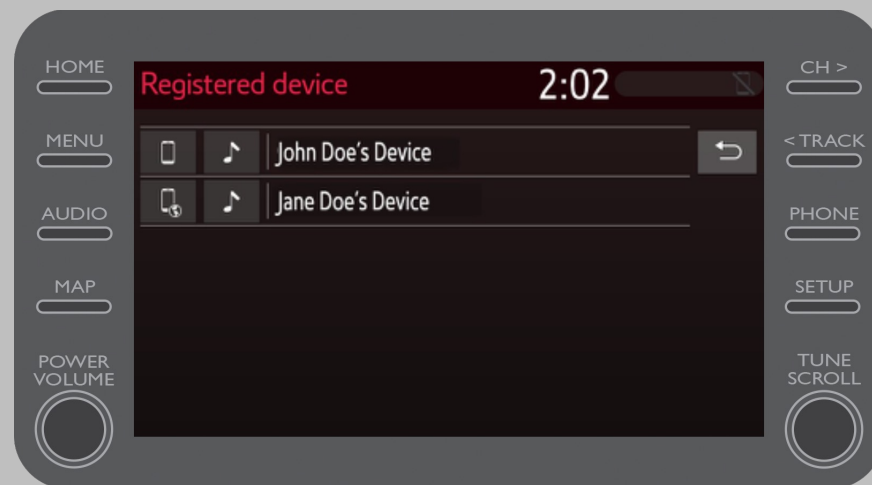 HOME
CH >
Registered device 2:02
MENU
John Doe's Device
< TRACK
Jane Doe's Device
AUDIO
PHONE
MAP
SETUP
POWER
VOLUME
TUNE
SCROLL